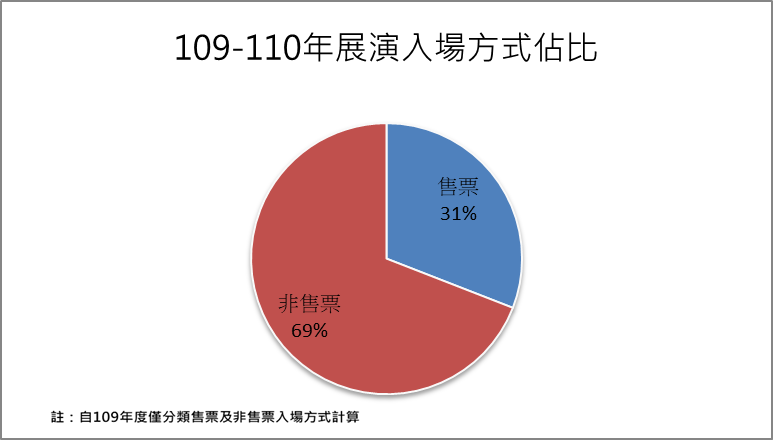 109-110年展演入場方式佔比
售票
31%
非售票
69%
註：自109年度僅分類售票及非售票入場方式計算